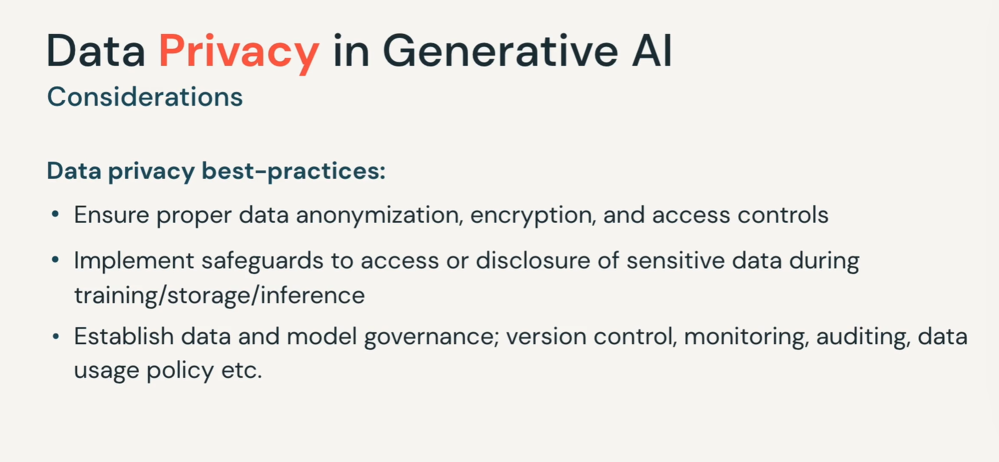 Data Privacy in Generative AI
Considerations
Data privacy best-practices:
• Ensure proper data anonymization, encryption, and access controls
• Implement safeguards to access or disclosure of sensitive data during
training/storage/inference
• Establish data and model governance; version control, monitoring, auditing, data
usage policy etc.